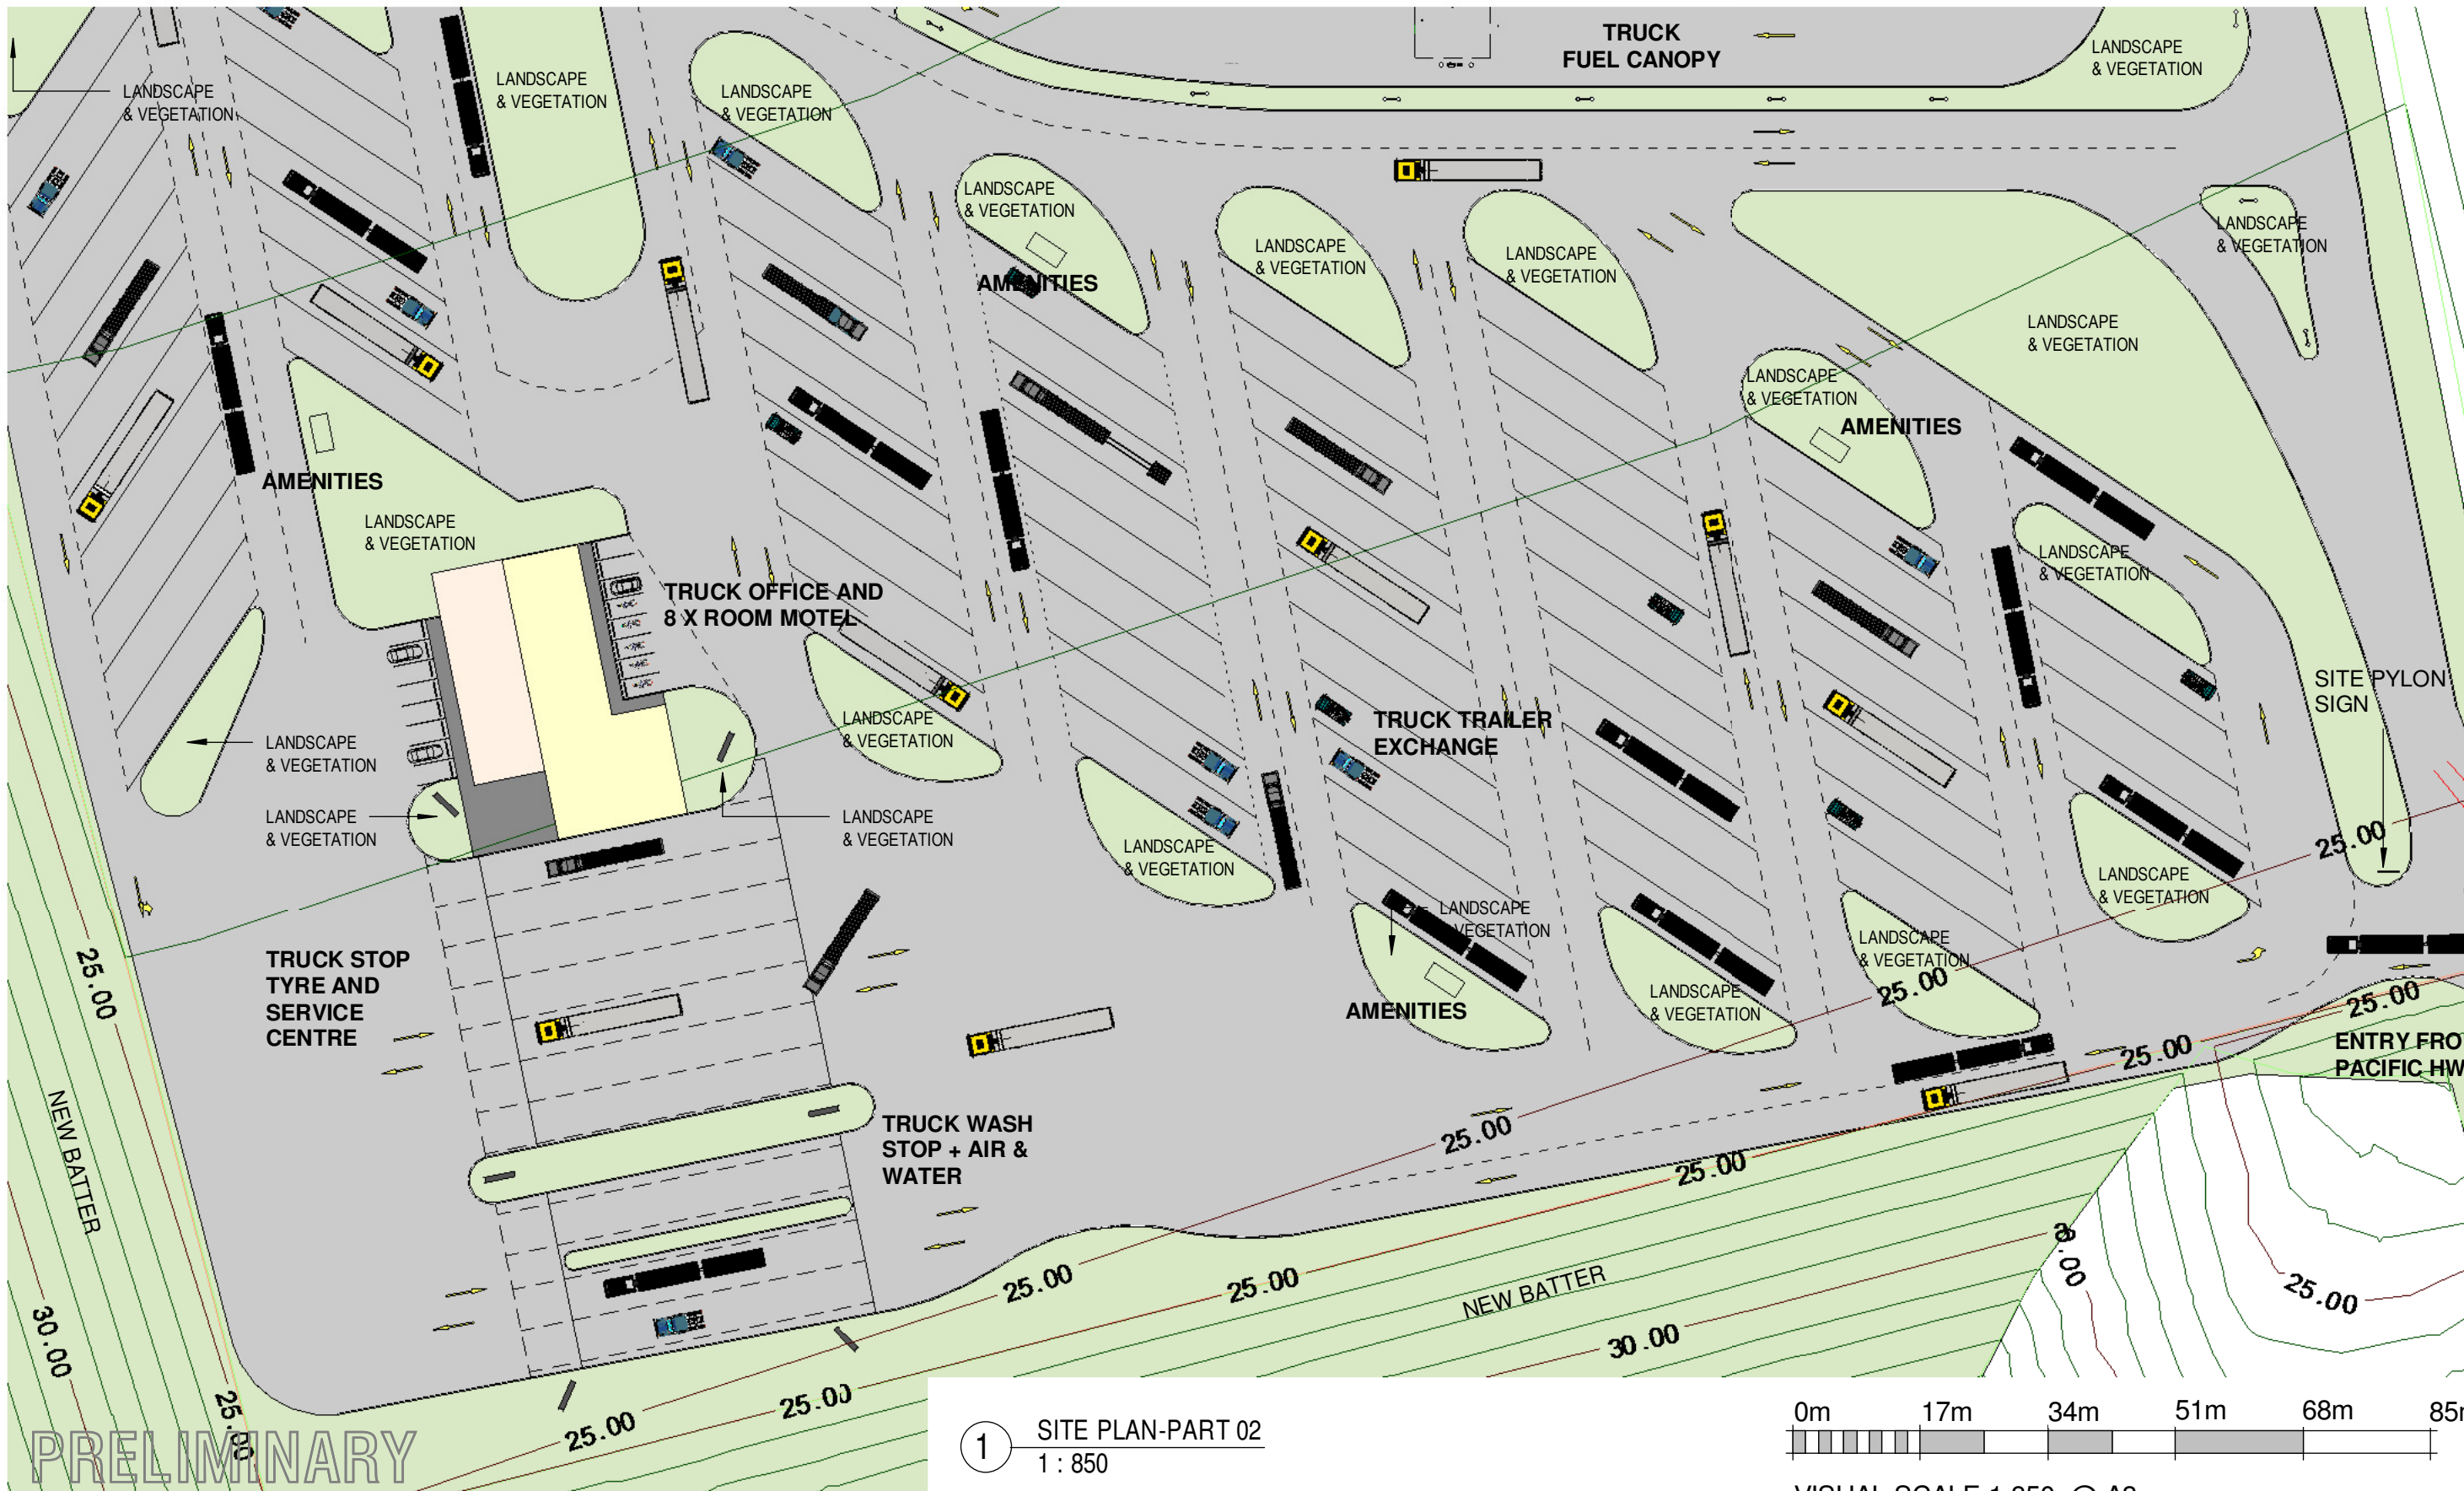 TRUCK
FUEL CANOPY
LANDSCAPE
& VEGETATION
LANDSCAPE
& VEGETATION
LANDSCAPE
& VEGETATION
LANDSCAPE
& VEGETATION
LANDSCAPE
& VEGETATION
AMENITIES
LANDSCAPE
& VEGETATION
LANDSCAPE
& VEGETATION
LANDSCAPE
& VEGETATION
LANDSCAPE
& VEGETATION
LANDSCAPE
& VEGETATION
AMENITIES
AMENITIES
LANDSCAPE
& VEGETATION
LANDSCAPE
& VEGETATION
TRUCK OFFICE AND
8 X ROOM MOTEL
SITE PYLON
SIGN
LANDSCAPE
& VEGETATION
TRUCK TRAILER
EXCHANGE
LANDSCAPE
& VEGETATION
LANDSCAPE
& VEGETATION
LANDSCAPE
& VEGETATION
LANDSCAPE
& VEGETATION
25.00
LANDSCAPE
& VEGETATION
LANDSCAPE
VEGETATION
LANDSCAPE
& VEGETATION
TRUCK STOP
TYRE AND
SERVICE
CENTRE
25.00
25.00
25.00
LANDSCAPE
& VEGETATION
AMENITIES
25.00
ENTRY FRO
PACIFIC HW
NEW BATTER
TRUCK WASH
STOP + AIR &
WATER
25.00
25.00
25.00
25.00
NEW BATTER
25.00
30.00
30.00
25.00
25.00
25.00
PRELIMINARY
1
SITE PLAN-PART 02
1 : 850
0m 17m 34m 51m 68m 85m